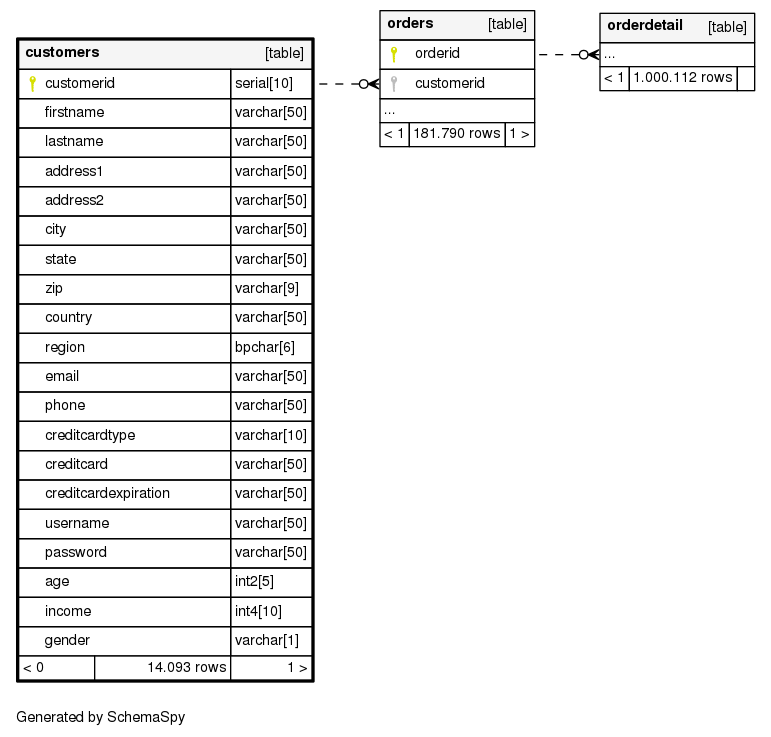 customers [table]
customerid serial[10]
firstname varchar[50]
lastname varchar[50]
address1 varchar[50]
address2 varchar[50]
city varchar[50]
state varchar[50]
zip varchar[9]
country varchar[50]
region bpchar[6]
email varchar[50]
phone varchar[50]
creditcardtype varchar[10]
creditcard varchar[50]
creditcardexpiration varchar[50]
username varchar[50]
password varchar[50]
age int2[5]
income int4[10]
gender varchar[1]
< 0 14.093 rows 1 >
orders [table]
orderid
customerid
...
< 1 181.790 rows 1 >
orderdetail [table]
...
< 1 1.000.112 rows
Generated by SchemaSpy